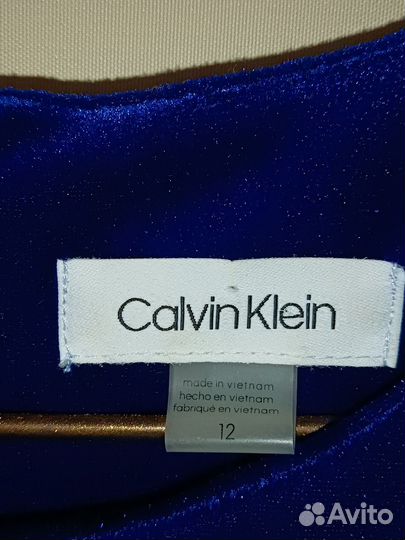 Calvin Klein
made in vietnam
hecho en vietnam
fabriqué en vietnam
12
Avito